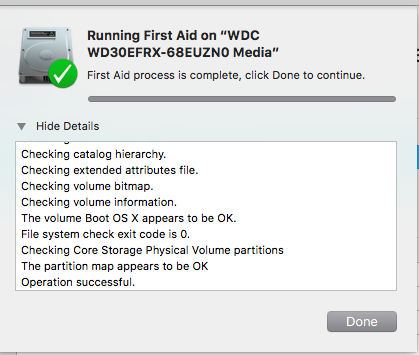 Running First Aid on “WDC
WD30EFRX-68EUZN0 Media”
First Aid process is complete, click Done to continue.
Hide Details
Checking catalog hierarchy.
Checking extended attributes file.
Checking volume bitmap.
Checking volume information.
The volume Boot OS X appears to be OK.
File system check exit code is 0.
Checking Core Storage Physical Volume partitions
The partition map appears to be OK
Operation successful.
Done